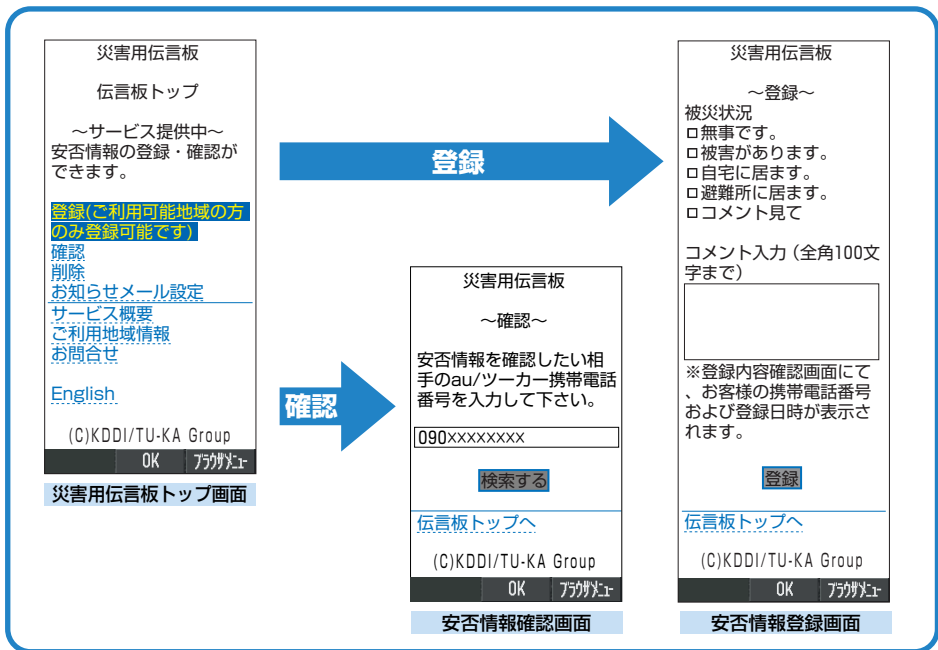 災害用伝言板
伝言板トップ
～サービス提供中～
安否情報の登録・確認が
できます。
登録(ご利用可能地域の方
のみ登録可能です)
確認
削除
お知らせメール設定
サービス概要
ご利用地域情報
お問合せ
English
(C)KDDI/TU-KA Group
OK ﾌﾞﾗｳｻﾞﾒﾆｭｰ
災害用伝言板トップ画面
登録
確認
災害用伝言板
～確認～
安否情報を確認したい相
手のau/ツーカー携帯電話
番号を入力して下さい。
090××××××××
検索する
伝言板トップへ
(C)KDDI/TU-KA Group
OK ﾌﾞﾗｳｻﾞﾒﾆｭｰ
安否情報確認画面
災害用伝言板
～登録～
被災状況
□無事です。
□被害があります。
□自宅に居ます。
□避難所に居ます。
□コメント見て
コメント入力（全角100文
字まで）
※登録内容確認画面にて
、お客様の携帯電話番号
および登録日時が表示さ
れます。
登録
伝言板トップへ
(C)KDDI/TU-KA Group
OK ﾌﾞﾗｳｻﾞﾒﾆｭｰ
安否情報登録画面